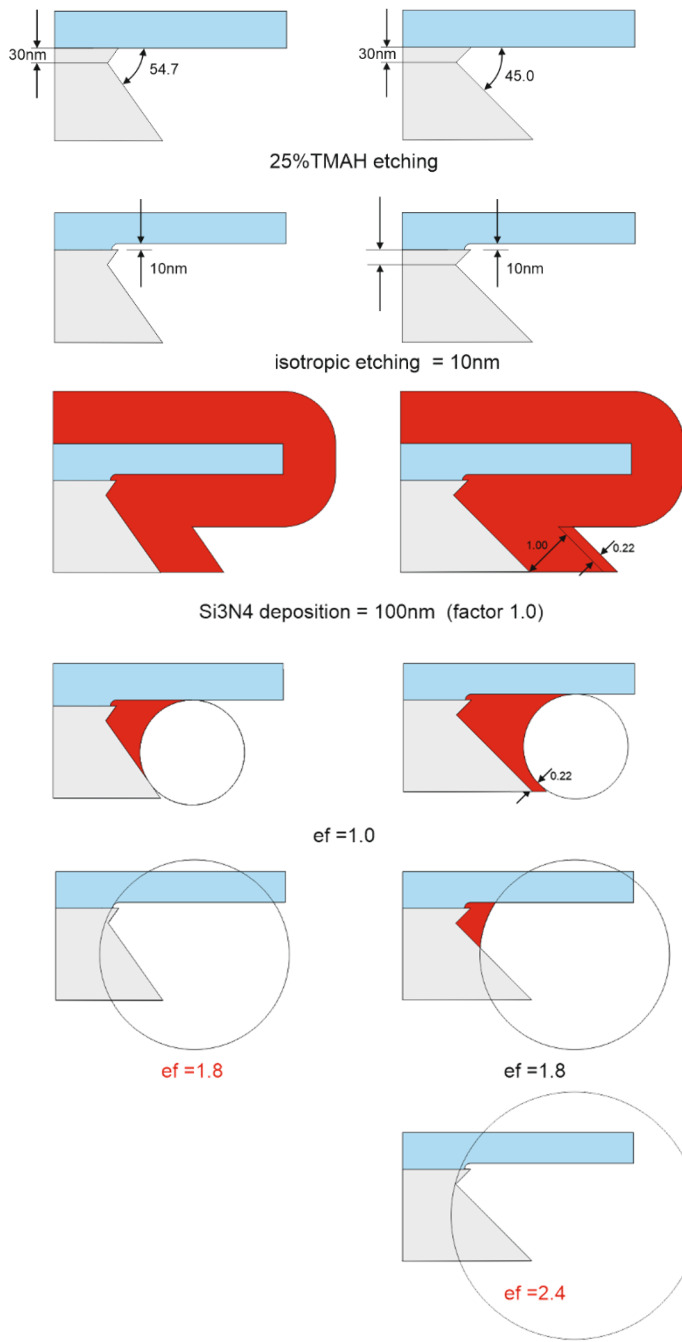 30nm
54.7
30nm
45.0
25%TMAH etching
10nm
10nm
isotropic etching = 10nm
1.00
0.22
Si3N4 deposition = 100nm (factor 1.0)
0.22
ef =1.0
ef =1.8
ef =1.8
ef =2.4